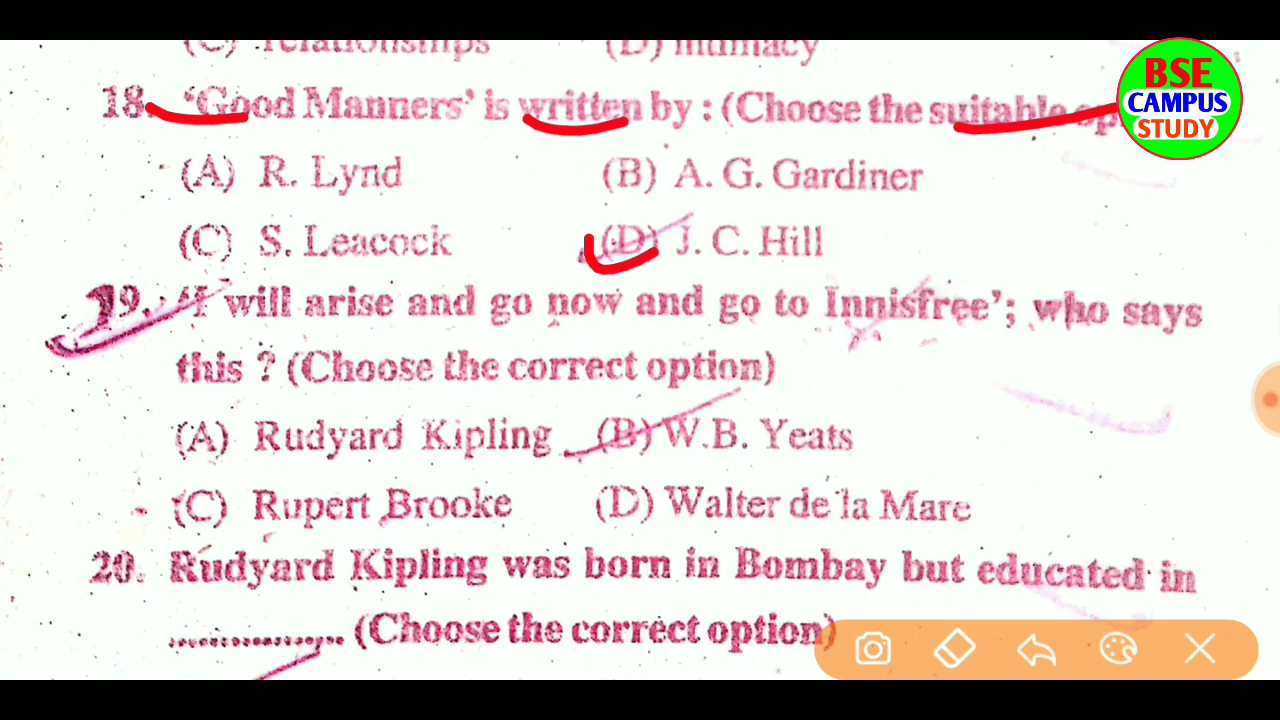 (C) relationships (D) intimacy
18. 'Good Manners' is written by : (Choose the suitable
(A) R. Lynd (B) A. G. Gardiner
(C) S. Leacock (D) J. C. Hill
19. 'I will arise and go now and go to Innisfree'; who says
this ? (Choose the correct option)
(A) Rudyard Kipling (B) W.B. Yeats
(C) Rupert Brooke (D) Walter de la Mare
20. Rudyard Kipling was born in Bombay but educated in
.................. (Choose the correct option)
BSE
CAMPUS
STUDY